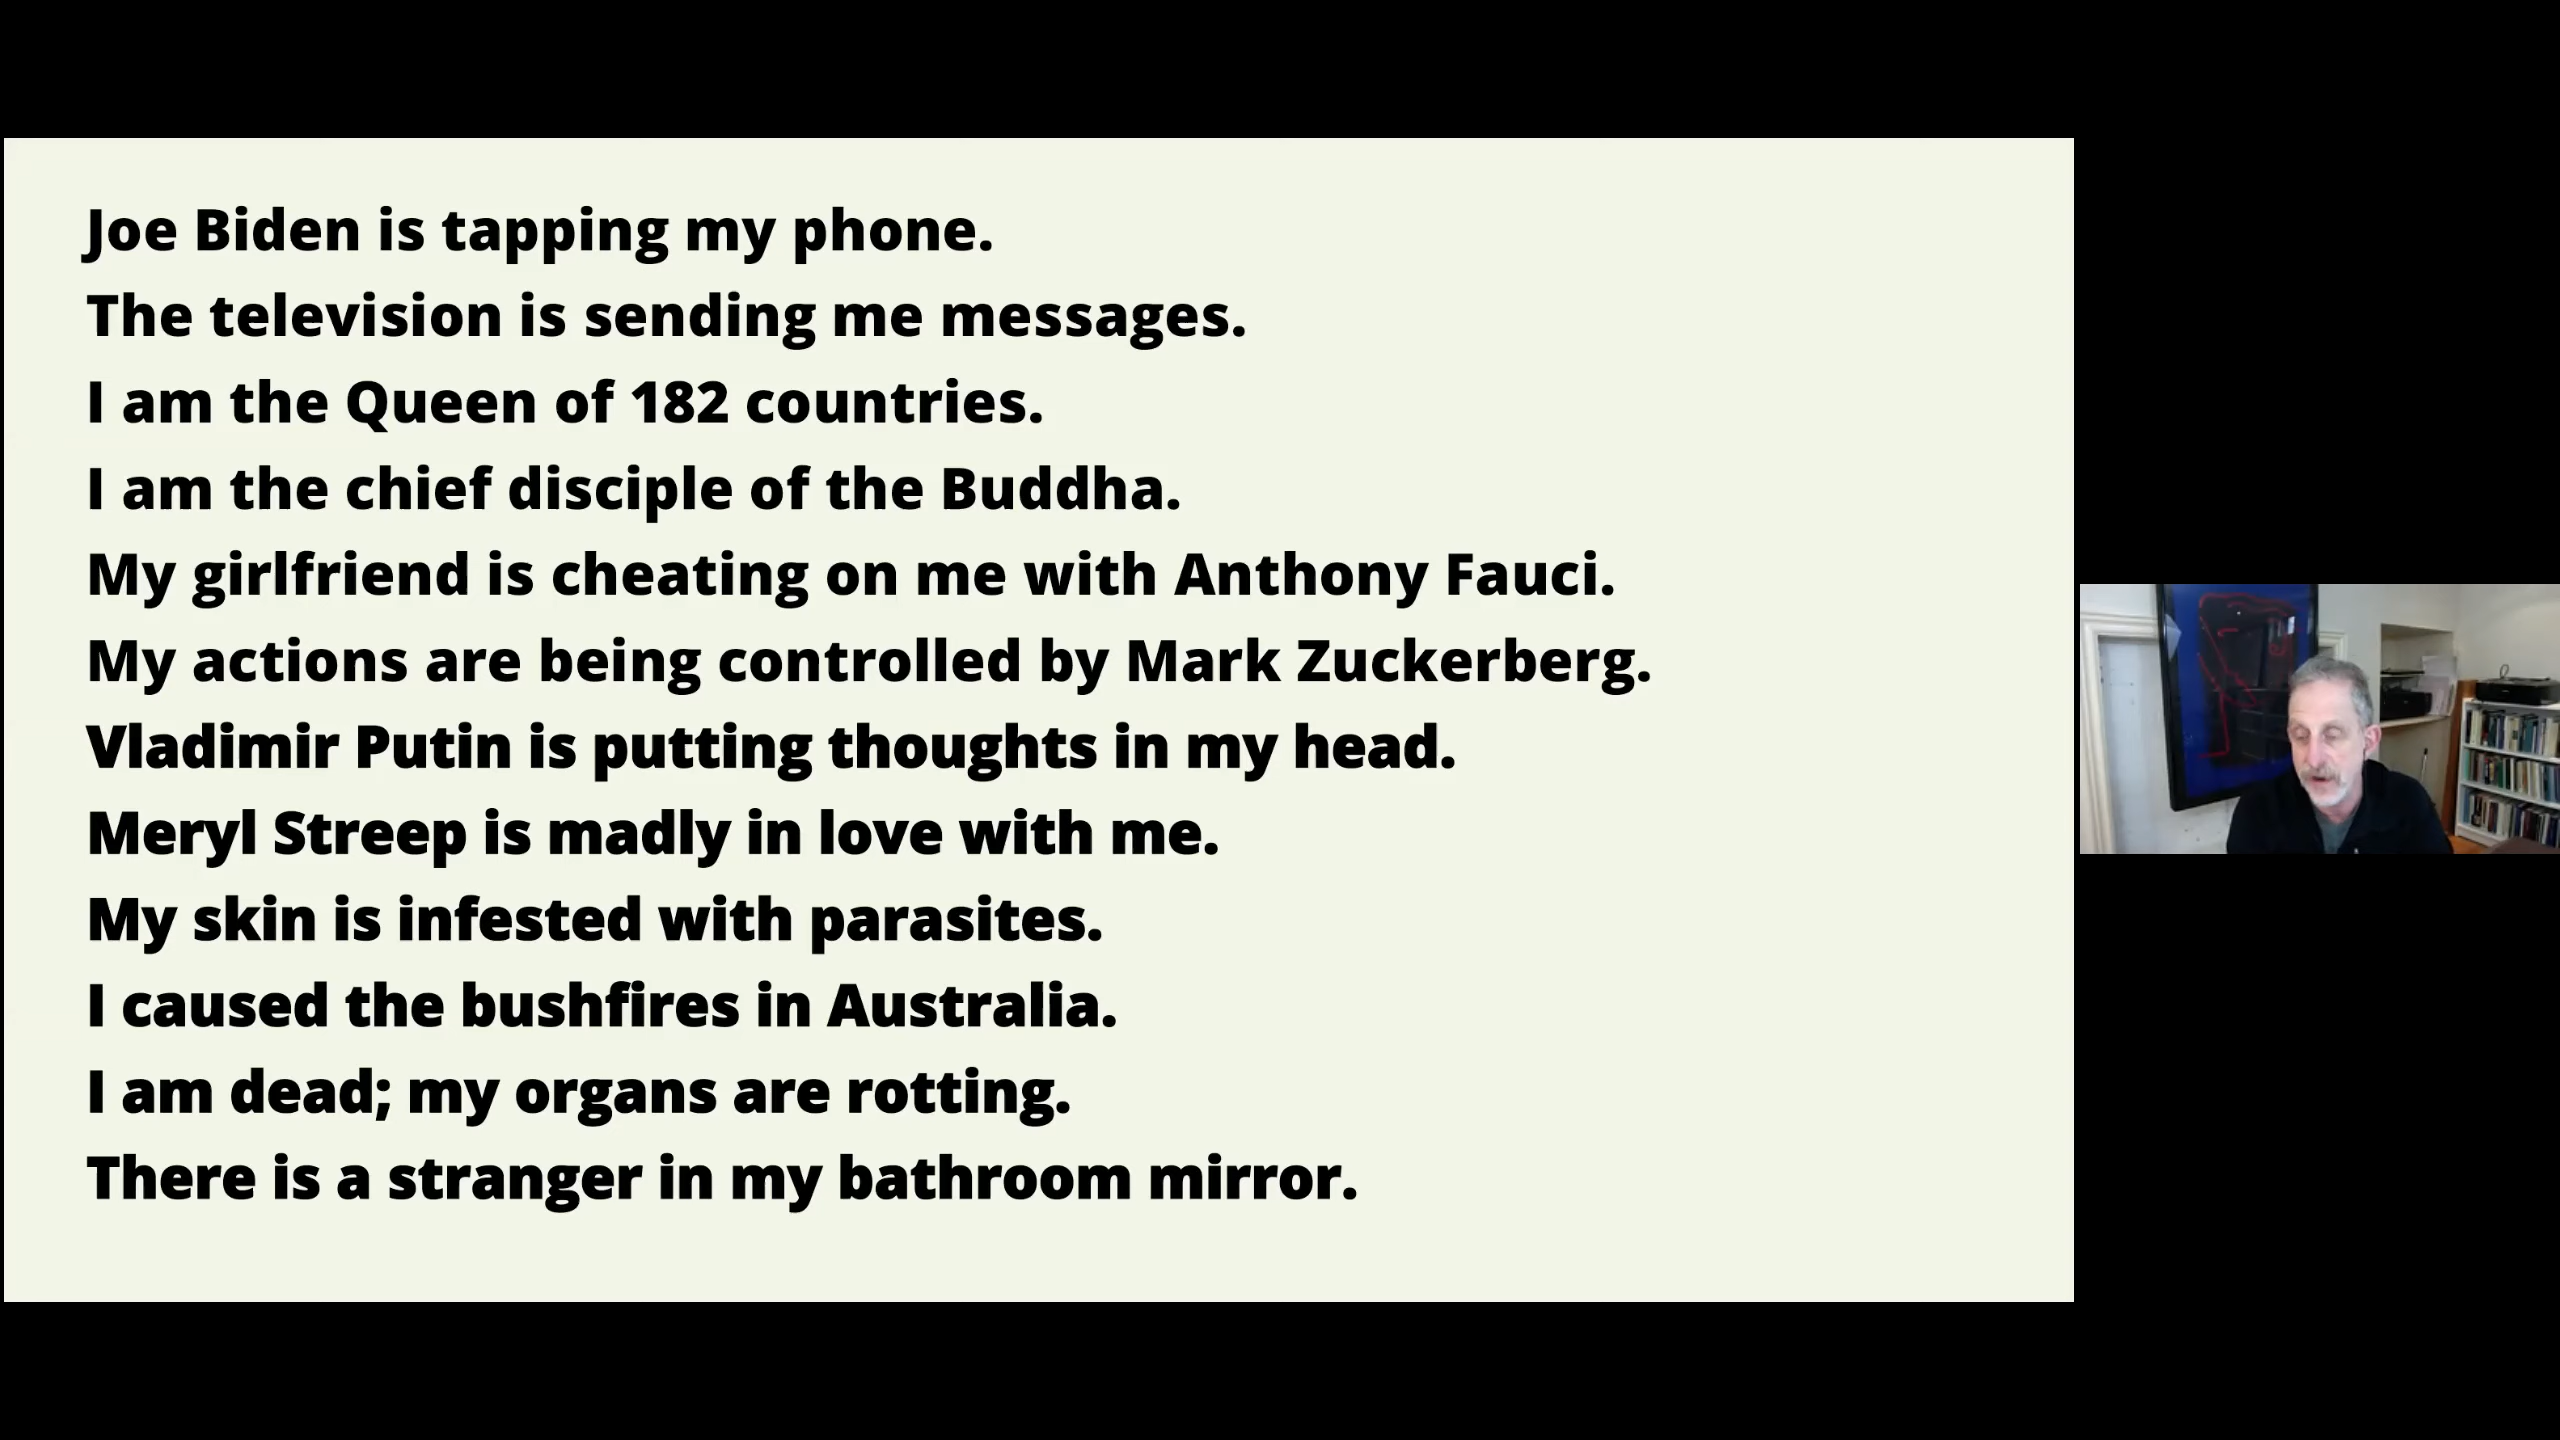 Joe Biden is tapping my phone.
The television is sending me messages.
I am the Queen of 182 countries.
I am the chief disciple of the Buddha.
My girlfriend is cheating on me with Anthony Fauci.
My actions are being controlled by Mark Zuckerberg.
Vladimir Putin is putting thoughts in my head.
Meryl Streep is madly in love with me.
My skin is infested with parasites.
I caused the bushfires in Australia.
I am dead; my organs are rotting.
There is a stranger in my bathroom mirror.